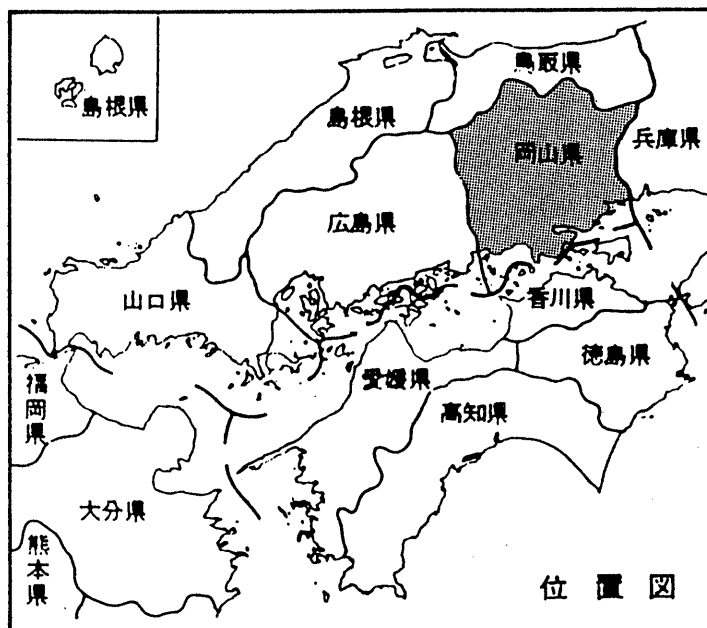 島根県
鳥取県
島根県
岡山県
兵庫県
広島県
山口県
香川県
徳島県
愛媛県
高知県
福岡県
大分県
熊本県
位置図